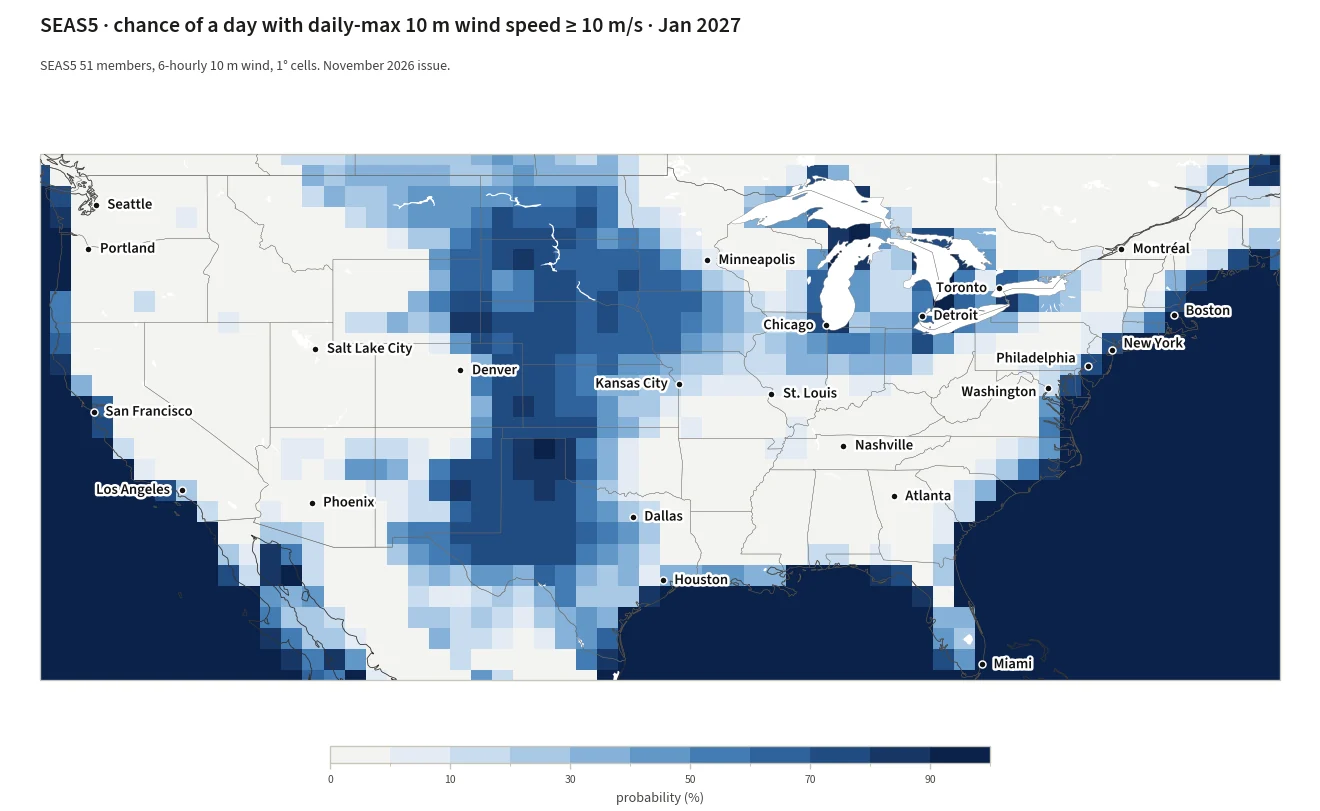 SEAS5 · chance of a day with daily-max 10 m wind speed ≥ 10 m/s · Jan 2027
SEAS5 51 members, 6-hourly 10 m wind, 1° cells. November 2026 issue.
Seattle
Portland
Montréal
Minneapolis
Toronto
Boston
Detroit
Chicago
New York
Salt Lake City
Philadelphia
Denver
Kansas City
Washington
St. Louis
San Francisco
Nashville
Los Angeles
Atlanta
Phoenix
Dallas
Houston
Miami
0 10 30 50 70 90
probability (%)